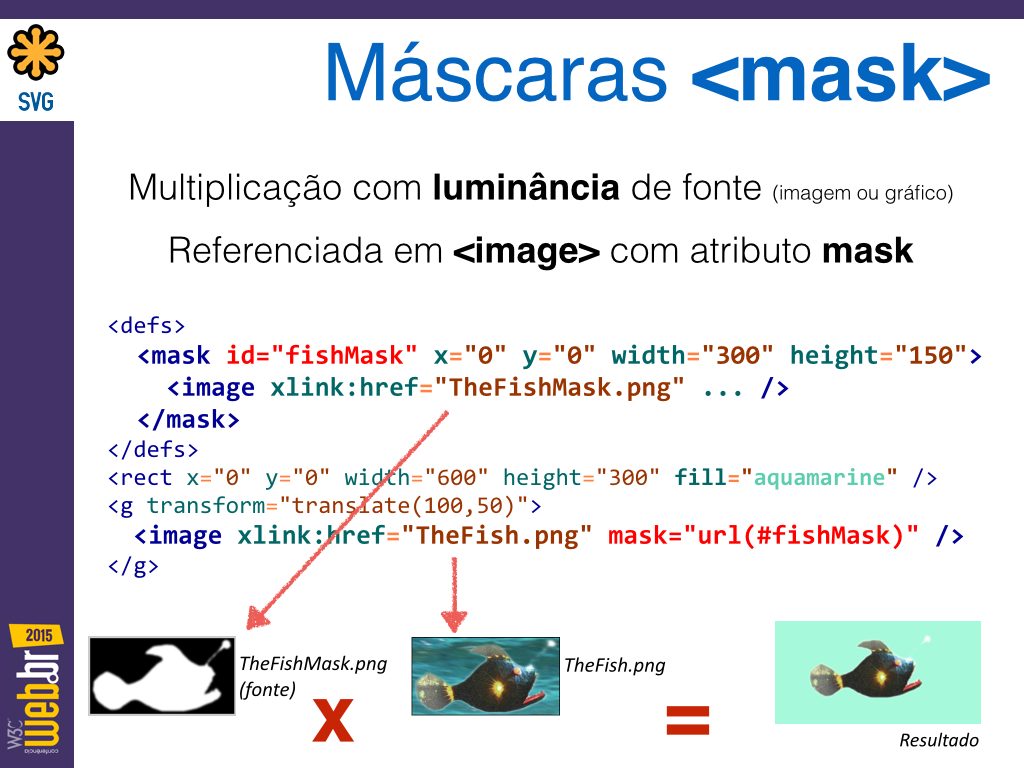 SVG
Máscaras <mask>
Multiplicação com luminância de fonte (imagem ou gráfico)
Referenciada em <image> com atributo mask
<defs>
<mask id="fishMask" x="0" y="0" width="300" height="150">
<image xlink:href="TheFishMask.png" ... />
</mask>
</defs>
<rect x="0" y="0" width="600" height="300" fill="aquamarine" />
<g transform="translate(100,50)">
<image xlink:href="TheFish.png" mask="url(#fishMask)" />
</g>
TheFishMask.png
(fonte)
x
TheFish.png
=
Resultado
2015
W3C
conferência
web.br